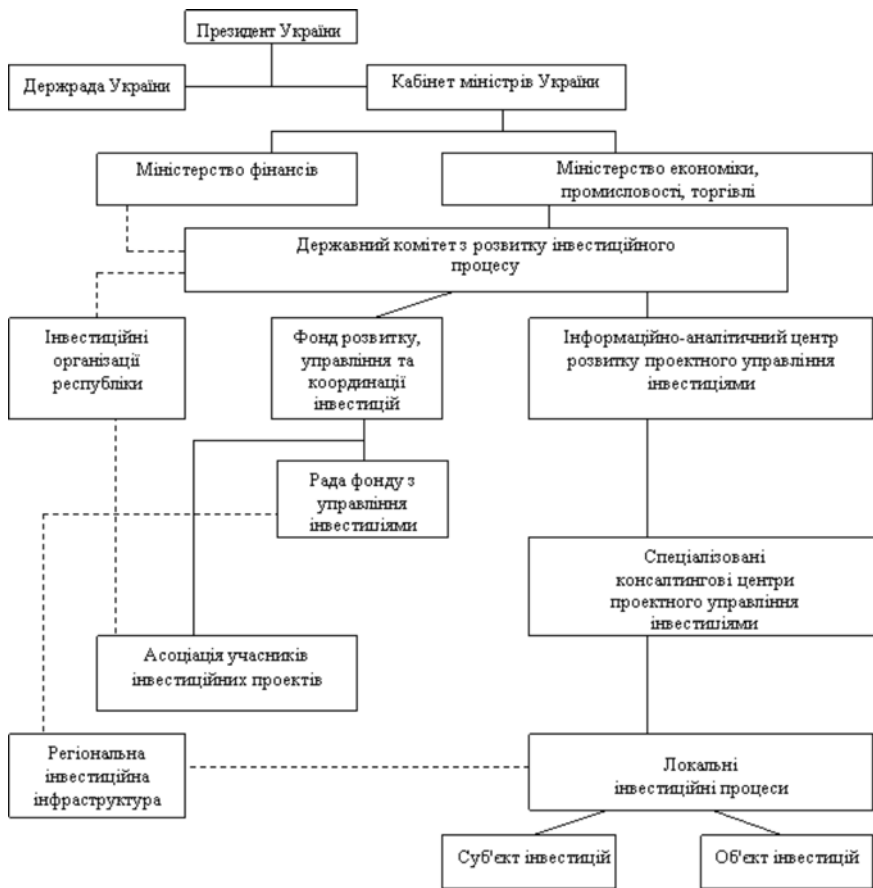 Президент України
Держрада України
Кабінет міністрів України
Міністерство фінансів
Міністерство економіки,
промисловості, торгівлі
Державний комітет з розвитку інвестиційного
процесу
Інвестиційні
організації
республіки
Фонд розвитку,
управління та
координації
інвестицій
Інформаційно-аналітичний центр
розвитку проектного управління
інвестиціями
Рада фонду з
управління
інвестиціями
Спеціалізовані
консалтингові центри
проектного управління
інвестиціями
Асоціація учасників
інвестиційних проектів
Регіональна
інвестиційна
інфраструктура
Локальні
інвестиційні процеси
Суб'єкт інвестицій
Об'єкт інвестицій